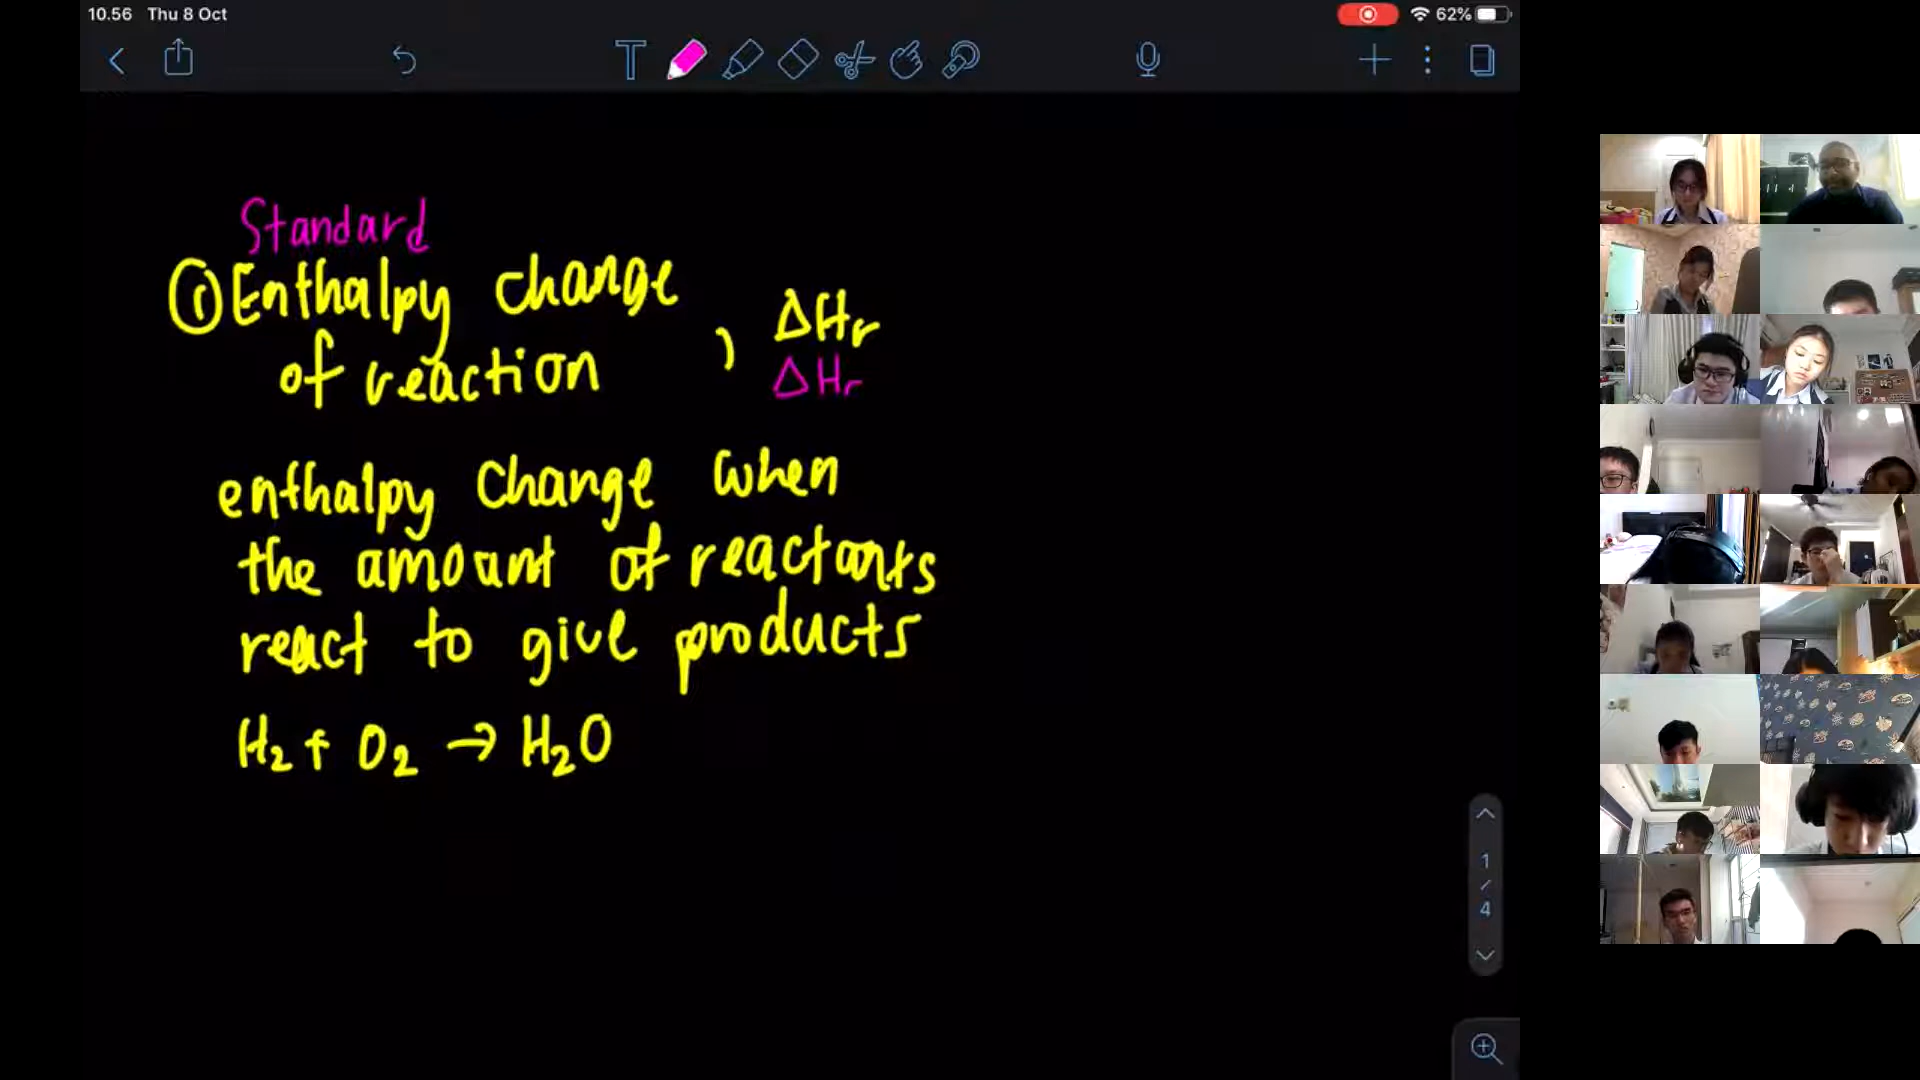 10.56 Thu 8 Oct
62%
T
Standard
① Enthalpy change
of reaction , ΔHr
ΔHr
enthalpy change when
the amount of reactants
react to give products
H₂ + O₂ → H₂O
1
/
4